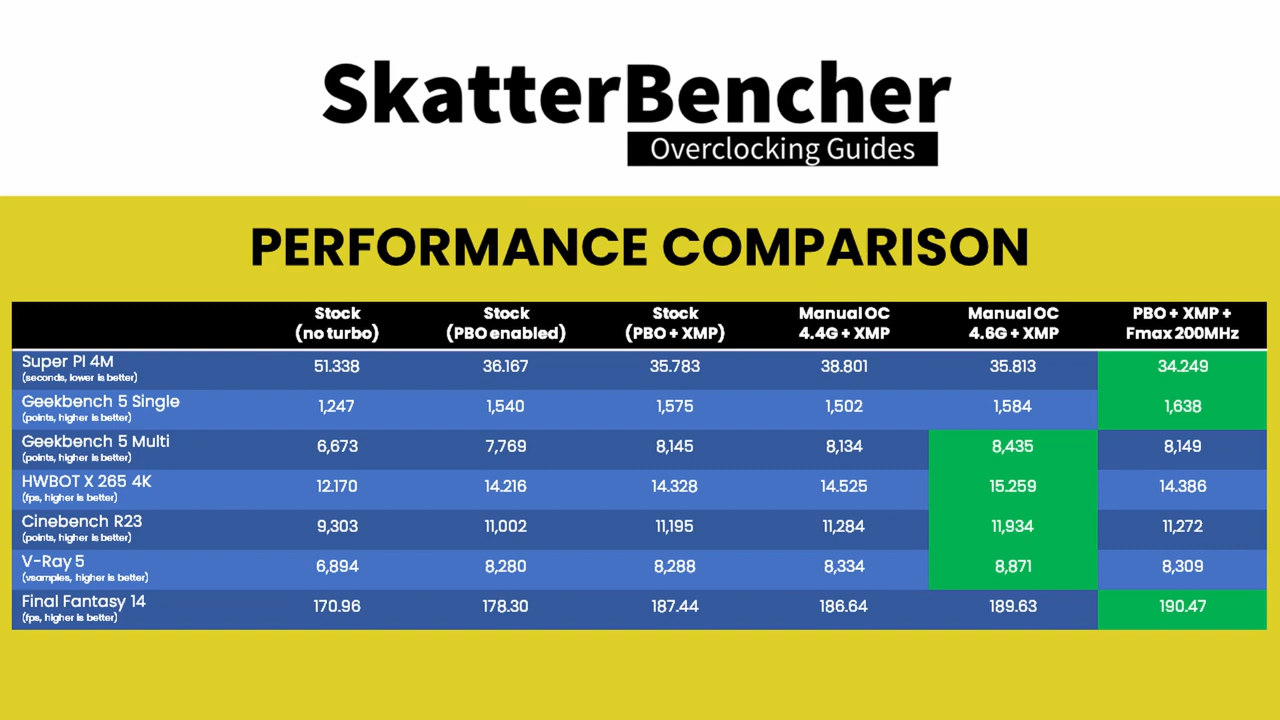 SkatterBencher
Overclocking Guides
PERFORMANCE COMPARISON
Stock (no turbo) Stock (PBO enabled) Stock (PBO + XMP) Manual OC 4.4G + XMP Manual OC 4.6G + XMP PBO + XMP + Fmax 200MHz
Super PI 4M 51.338 36.167 35.783 38.801 35.813 34.249
(seconds, lower is better)
Geekbench 5 Single 1,247 1,540 1,575 1,502 1,584 1,638
(points, higher is better)
Geekbench 5 Multi 6,673 7,769 8,145 8,134 8,435 8,149
(points, higher is better)
HWBOT X 265 4K 12.170 14.216 14.328 14.525 15.259 14.386
(fps, higher is better)
Cinebench R23 9,303 11,002 11,195 11,284 11,934 11,272
(points, higher is better)
V-Ray 5 6,894 8,280 8,288 8,334 8,871 8,309
(vsamples, higher is better)
Final Fantasy 14 170.96 178.30 187.44 186.64 189.63 190.47
(fps, higher is better)